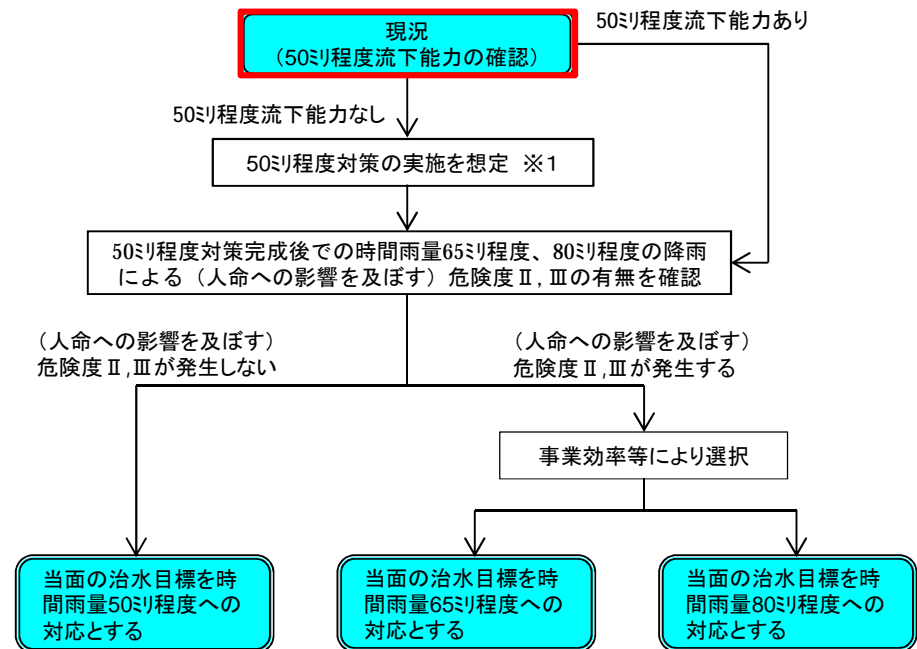 現況
（50ﾐﾘ程度流下能力の確認）
50ﾐﾘ程度流下能力あり
50ﾐﾘ程度流下能力なし
50ﾐﾘ程度対策の実施を想定 ※1
50ﾐﾘ程度対策完成後での時間雨量65ﾐﾘ程度、80ﾐﾘ程度の降雨
による（人命への影響を及ぼす）危険度Ⅱ,Ⅲの有無を確認
（人命への影響を及ぼす）
危険度Ⅱ,Ⅲが発生しない
（人命への影響を及ぼす）
危険度Ⅱ,Ⅲが発生する
事業効率等により選択
当面の治水目標を時
間雨量50ﾐﾘ程度への
対応とする
当面の治水目標を時
間雨量65ﾐﾘ程度への
対応とする
当面の治水目標を時
間雨量80ﾐﾘ程度への
対応とする